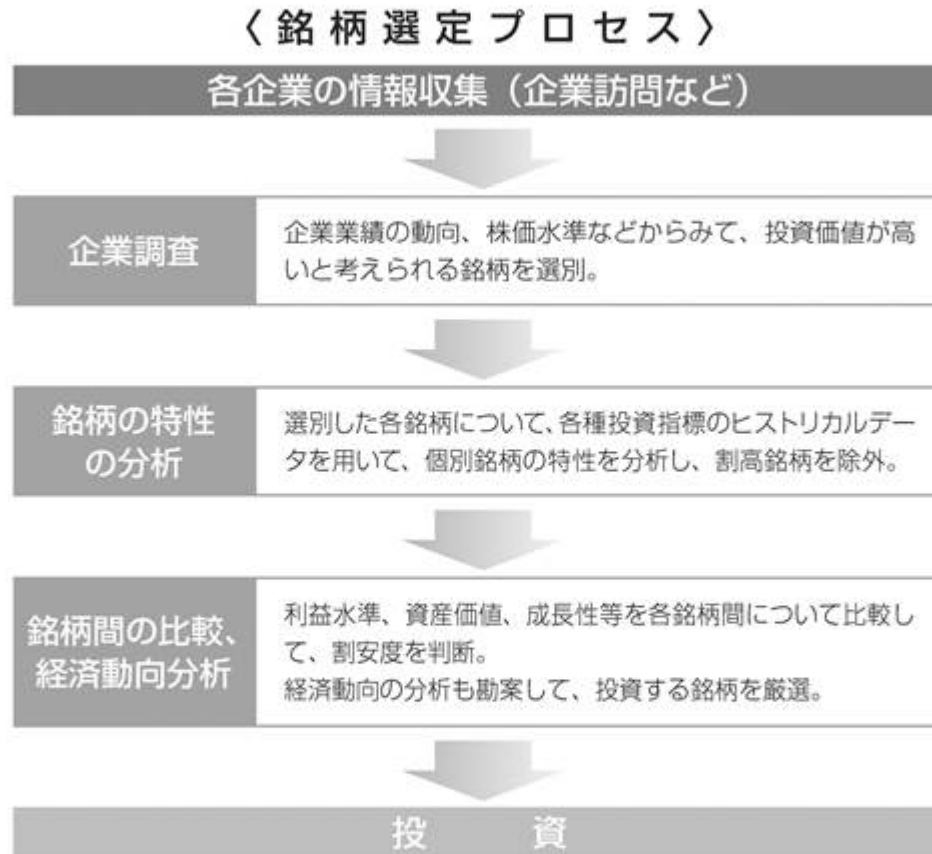 〈銘柄選定プロセス〉
各企業の情報収集（企業訪問など）
企業調査
企業業績の動向、株価水準などからみて、投資価値が高
いと考えられる銘柄を選別。
銘柄の特性
の分析
選別した各銘柄について、各種投資指標のヒストリカルデー
タを用いて、個別銘柄の特性を分析し、割高銘柄を除外。
銘柄間の比較、
経済動向分析
利益水準、資産価値、成長性等を各銘柄間について比較し
て、割安度を判断。
経済動向の分析も勘案して、投資する銘柄を厳選。
投　資